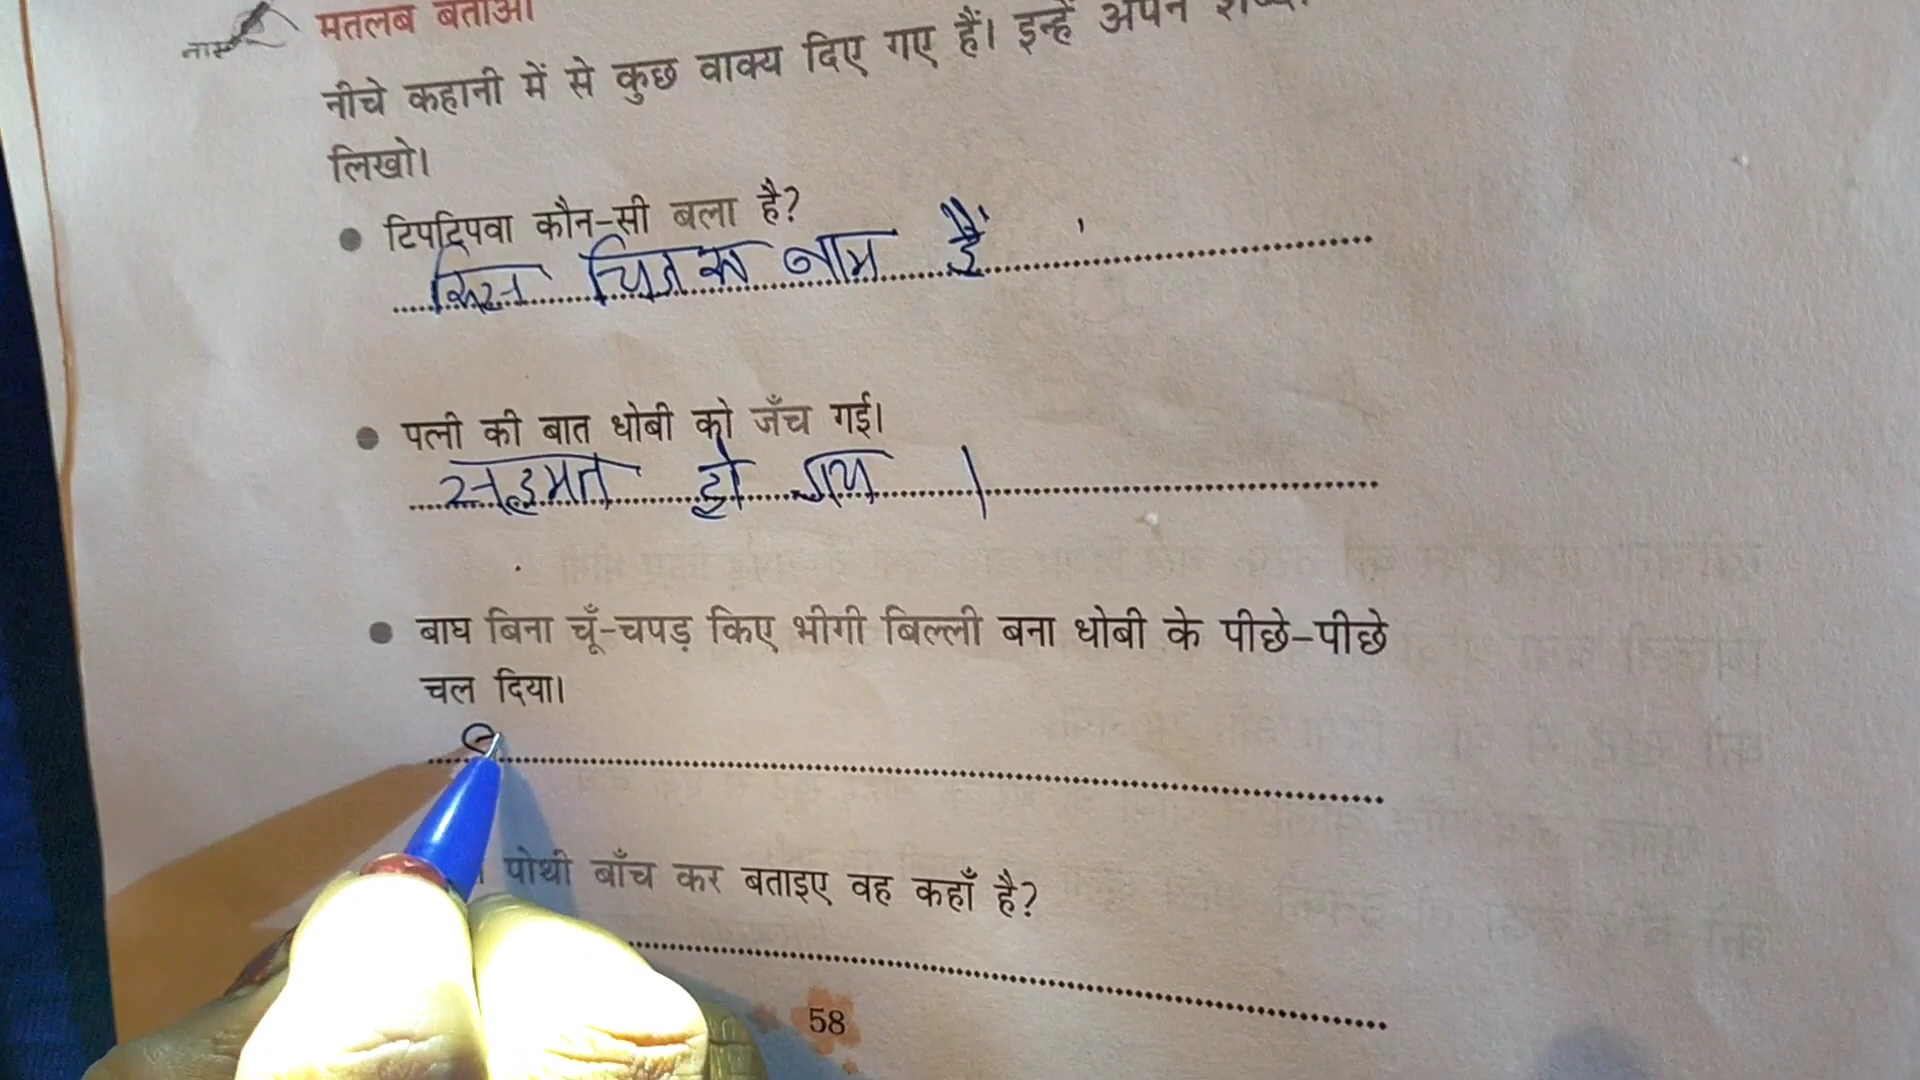 मतलब बताओ
नीचे कहानी में से कुछ वाक्य दिए गए हैं। इन्हें अपने
लिखो।
● टिपटिपवा कौन-सी बला है?
किस चिज का नाम हैं
● पत्नी की बात धोबी को जँच गई।
सहमत हो गय |
● बाघ बिना चूँ-चपड़ किए भीगी बिल्ली बना धोबी के पीछे-पीछे
चल दिया।
पोथी बाँच कर बताइए वह कहाँ है?
58